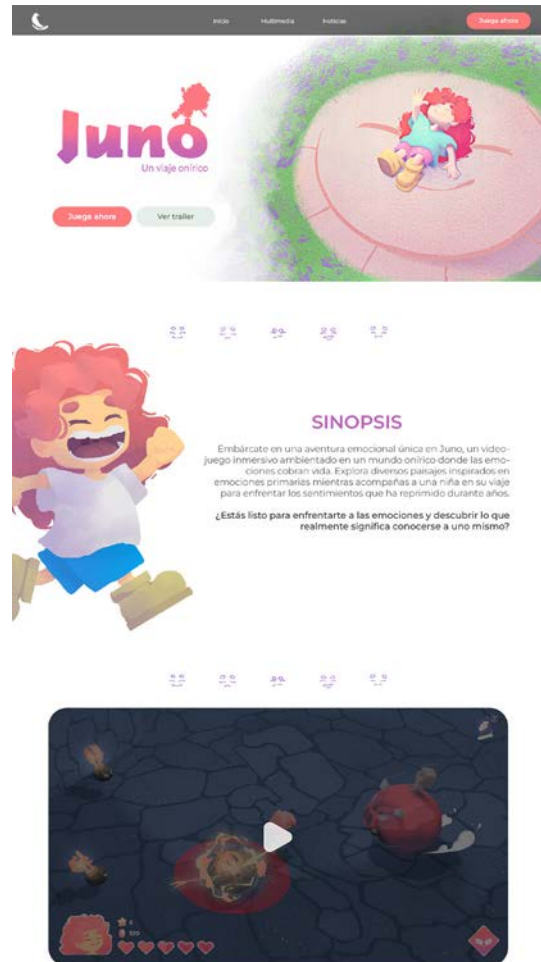 Inicio
Multimedia
Noticias
Juega ahora
Juno
Un viaje onírico
Juega ahora
Ver trailer
SINOPSIS
Embárcate en una aventura emocional única en Juno, un video-
juego inmersivo ambientado en un mundo onírico donde las emo-
ciones cobran vida. Explora diversos paisajes inspirados en
emociones primarias mientras acompañas a una niña en su viaje
para enfrentar los sentimientos que ha reprimido durante años.
¿Estás listo para enfrentarte a las emociones y descubrir lo que
realmente significa conocerse a uno mismo?